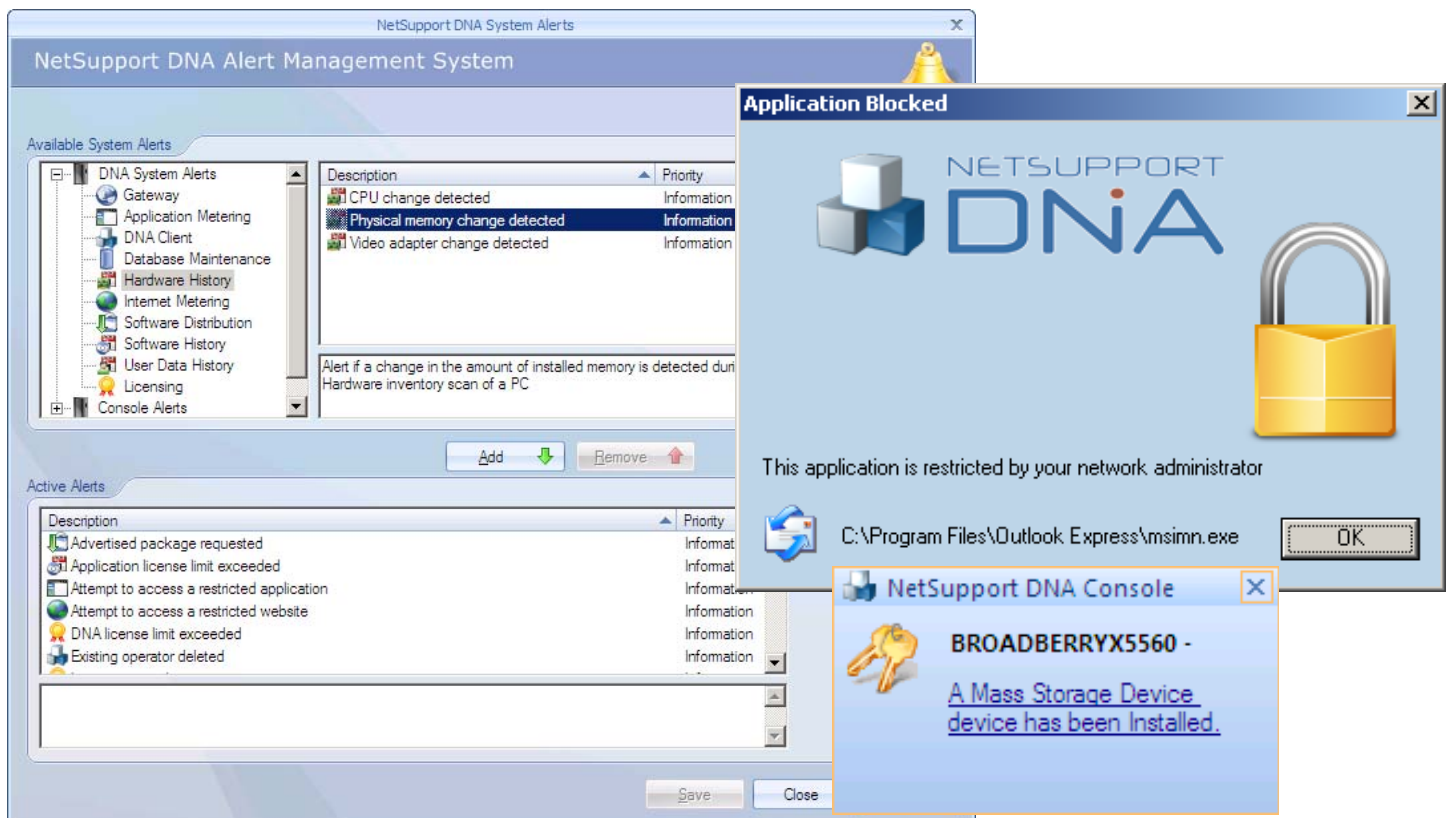 NetSupport DNA System Alerts
NetSupport DNA Alert Management System
Available System Alerts
DNA System Alerts
Gateway
Application Metering
DNA Client
Database Maintenance
Hardware History
Internet Metering
Software Distribution
Software History
User Data History
Licensing
Console Alerts
Description Priority
CPU change detected Information
Physical memory change detected Information
Video adapter change detected Information
Alert if a change in the amount of installed memory is detected duri
Hardware inventory scan of a PC
Add
Remove
Active Alerts
Description Priority
Advertised package requested Informat
Application license limit exceeded Informat
Attempt to access a restricted application Information
Attempt to access a restricted website Information
DNA license limit exceeded Information
Existing operator deleted Information
Save
Close
Application Blocked
NETSUPPORT
DNA
This application is restricted by your network administrator
C:\Program Files\Outlook Express\msimn.exe
OK
NetSupport DNA Console
BROADBERRYX5560 -
A Mass Storage Device
device has been Installed.